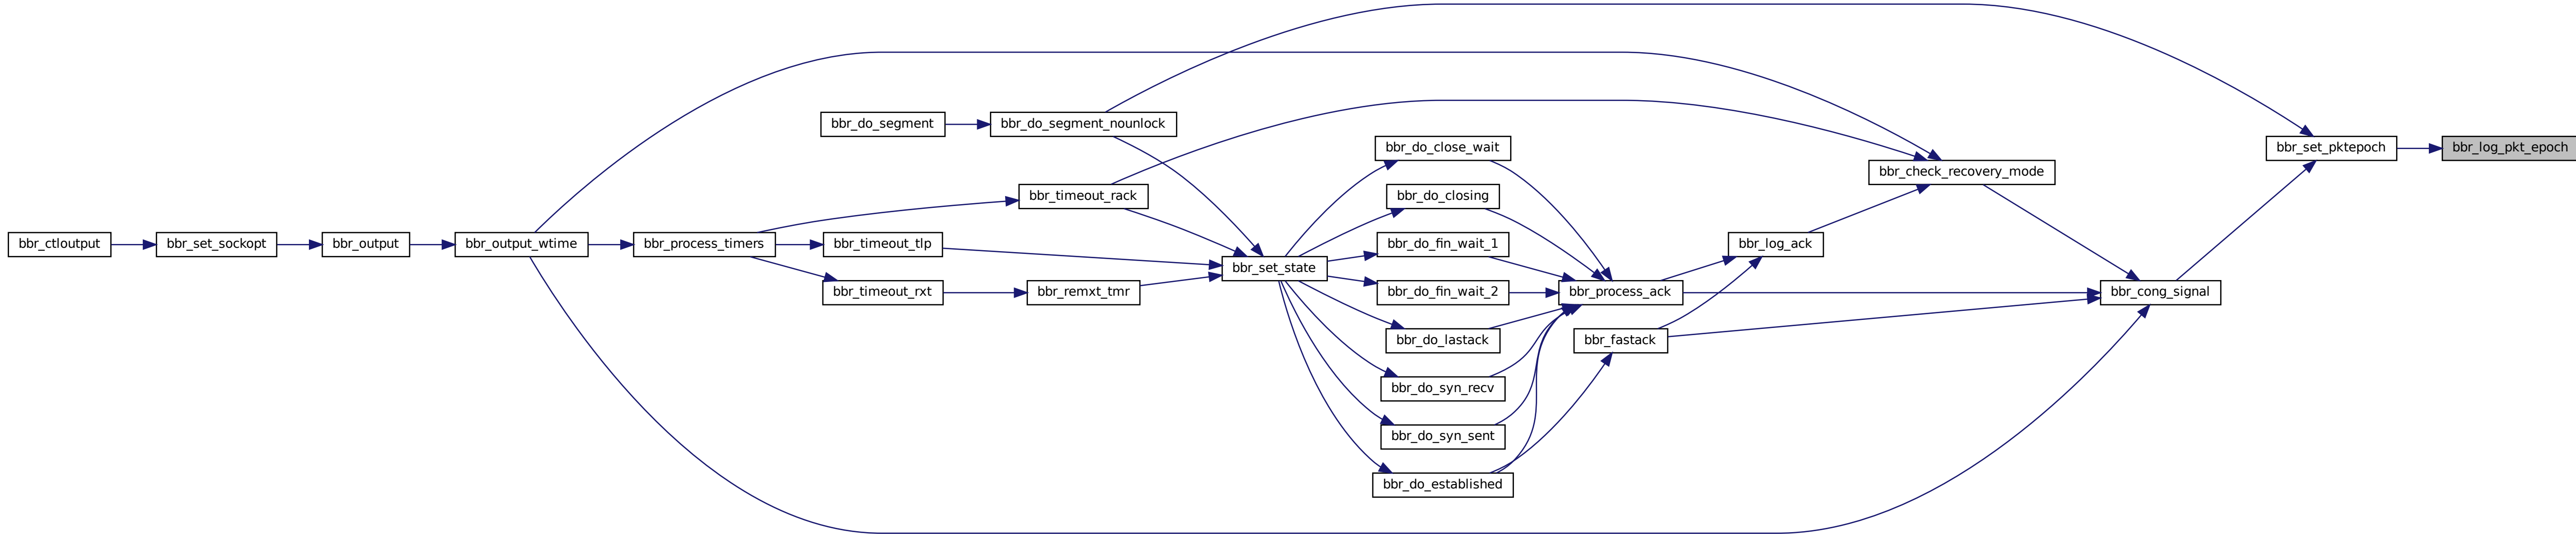 bbr_ctloutput
bbr_set_sockopt
bbr_output
bbr_output_wtime
bbr_process_timers
bbr_do_segment
bbr_timeout_tlp
bbr_timeout_rxt
bbr_do_segment_nounlock
bbr_timeout_rack
bbr_remxt_tmr
bbr_set_state
bbr_do_close_wait
bbr_do_closing
bbr_do_fin_wait_1
bbr_do_fin_wait_2
bbr_do_lastack
bbr_do_syn_recv
bbr_do_syn_sent
bbr_do_established
bbr_process_ack
bbr_fastack
bbr_log_ack
bbr_check_recovery_mode
bbr_cong_signal
bbr_set_pktepoch
bbr_log_pkt_epoch